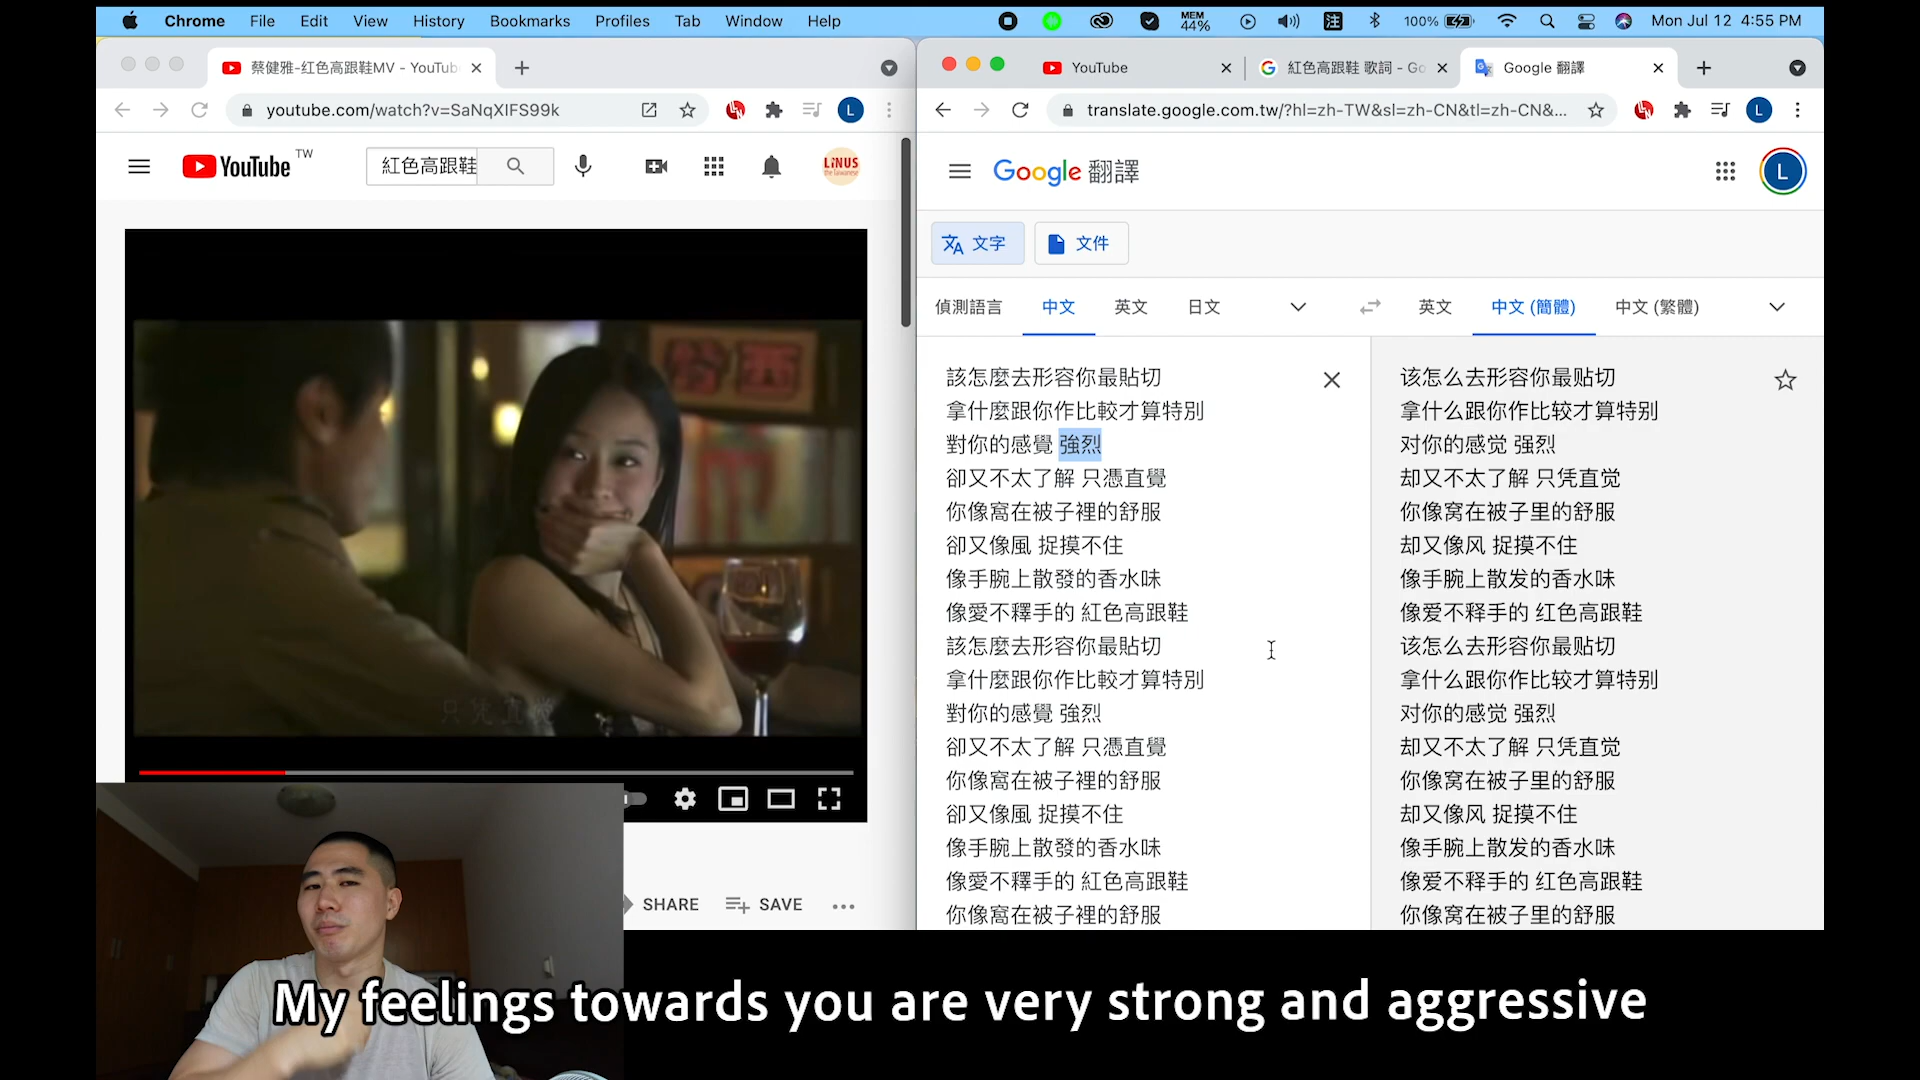 Chrome File Edit View History Bookmarks Profiles Tab Window Help
MEM 44% 注 100% Mon Jul 12 4:55 PM
蔡健雅-红色高跟鞋MV - YouTub
youtube.com/watch?v=SaNqXIFS99k
L
YouTube TW
紅色高跟鞋
LiNUS the taiwanese
只凭直覺
SHARE SAVE
YouTube
紅色高跟鞋 歌詞 - Go
Google 翻譯
translate.google.com.tw/?hl=zh-TW&sl=zh-CN&tl=zh-CN&...
L
Google 翻譯
L
文字 文件
偵測語言 中文 英文 日文
英文 中文 (簡體) 中文 (繁體)
該怎麼去形容你最貼切
拿什麼跟你作比較才算特別
對你的感覺 強烈
卻又不太了解 只憑直覺
你像窩在被子裡的舒服
卻又像風 捉摸不住
像手腕上散發的香水味
像愛不釋手的 紅色高跟鞋
該怎麼去形容你最貼切
拿什麼跟你作比較才算特別
對你的感覺 強烈
卻又不太了解 只憑直覺
你像窩在被子裡的舒服
卻又像風 捉摸不住
像手腕上散發的香水味
像愛不釋手的 紅色高跟鞋
你像窩在被子裡的舒服
该怎么去形容你最贴切
拿什么跟你作比较才算特别
对你的感觉 强烈
却又不太了解 只凭直觉
你像窝在被子里的舒服
却又像风 捉摸不住
像手腕上散发的香水味
像爱不释手的 红色高跟鞋
该怎么去形容你最贴切
拿什么跟你作比较才算特别
对你的感觉 强烈
却又不太了解 只凭直觉
你像窝在被子里的舒服
却又像风 捉摸不住
像手腕上散发的香水味
像爱不释手的 红色高跟鞋
你像窝在被子里的舒服
My feelings towards you are very strong and aggressive